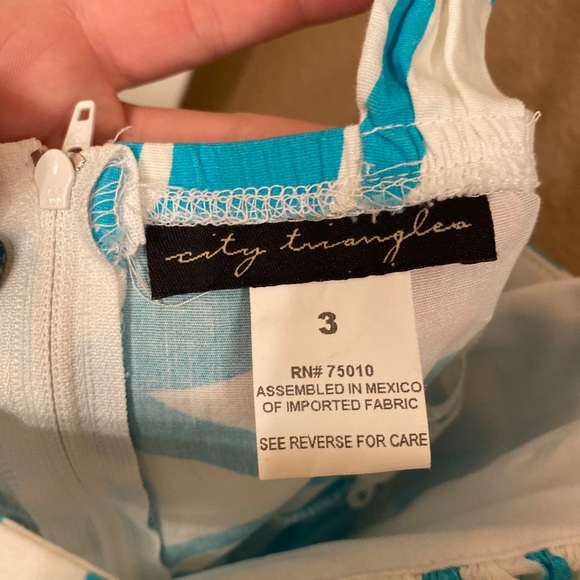 city triangles
3
RN# 75010
ASSEMBLED IN MEXICO
OF IMPORTED FABRIC
SEE REVERSE FOR CARE